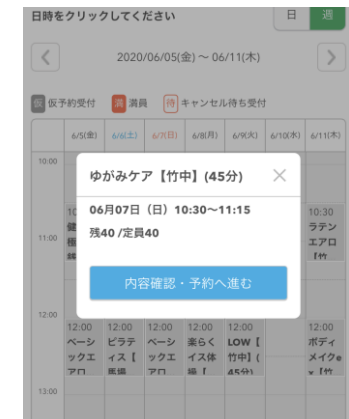 日時をクリックしてください
日 週
2020/06/05(金) ~ 06/11(木)
仮 仮予約受付 満 満員 待 キャンセル待ち受付
6/5(金) 6/6(土) 6/7(日) 6/8(月) 6/9(火) 6/10(水) 6/11(木)
10:00
ゆがみケア【竹中】(45分)
06月07日（日）10:30〜11:15
残40 /定員40
内容確認・予約へ進む
10:30
ラテン
エアロ
11:00
12:00
12:00 12:00 12:00 12:00 12:00 12:00
ベーシ ピラテ ベーシ 楽らく LOW【 ボディ
ックエ ィス【 ックエ イス体 竹中】( メイクe
アロ 馬場 アロ 操【 45分) x【竹
13:00